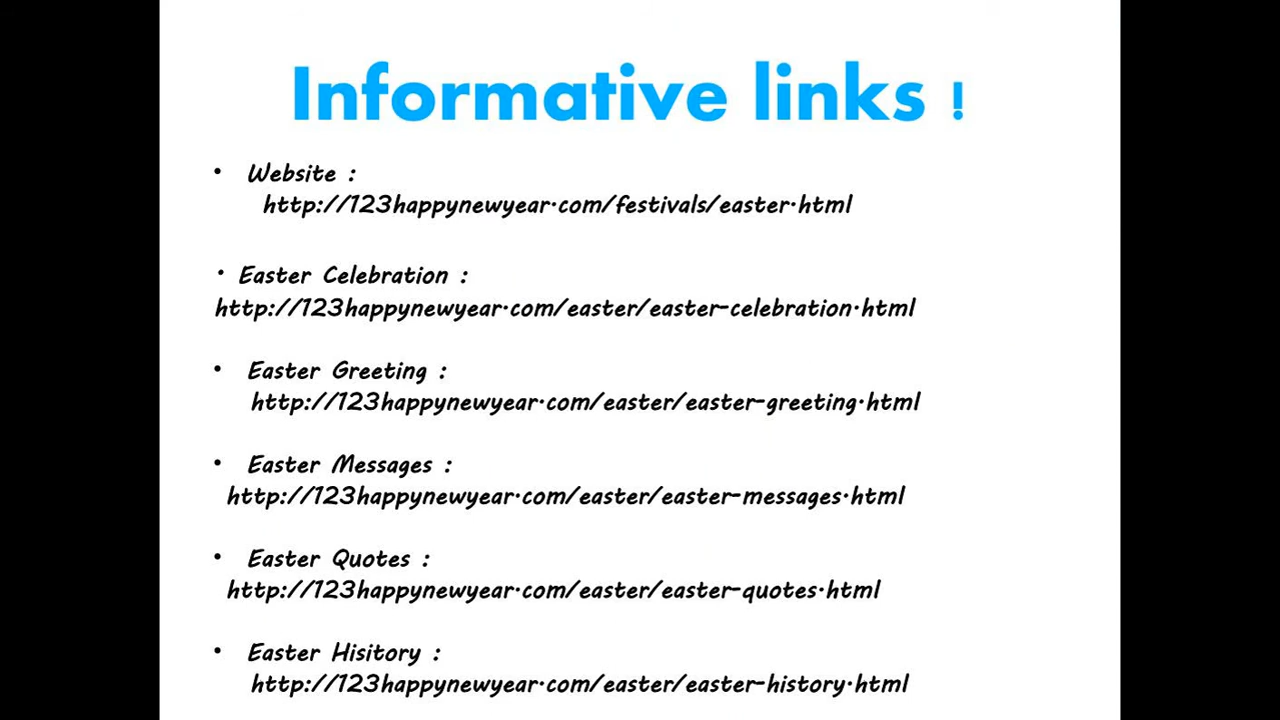 Informative links !
• Website :
http://123happynewyear.com/festivals/easter.html
• Easter Celebration :
http://123happynewyear.com/easter/easter-celebration.html
• Easter Greeting :
http://123happynewyear.com/easter/easter-greeting.html
• Easter Messages :
http://123happynewyear.com/easter/easter-messages.html
• Easter Quotes :
http://123happynewyear.com/easter/easter-quotes.html
• Easter Hisitory :
http://123happynewyear.com/easter/easter-history.html